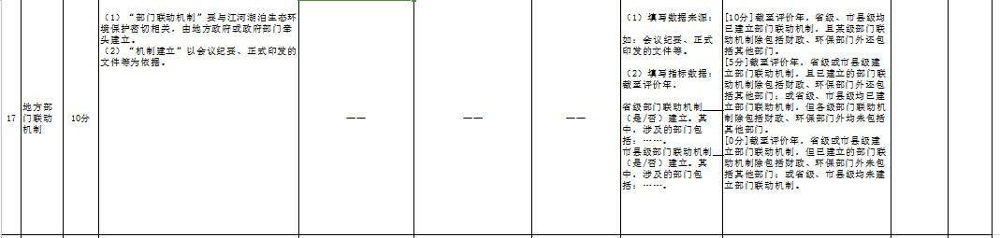 17
地方部
门联动
机制
10分
（1）“部门联动机制”要与江河湖泊生态环
境保护密切相关，由地方政府或政府部门牵
头建立。
（2）“机制建立”以会议纪要、正式印发的
文件等为依据。
——
——
——
（1）填写数据来源：
如：会议纪要、正式
印发的文件等。
（2）填写指标数据：
截至评价年，
省级部门联动机制____
（是/否）建立。其
中，涉及的部门包
括：……。
市县级部门联动机制__
（是/否）建立。其
中，涉及的部门包
括：……。
[10分]截至评价年，省级、市县级均
已建立部门联动机制，且某级部门联
动机制除包括财政、环保部门外还包
括其他部门。
[5分]截至评价年，省级或市县级建
立部门联动机制，且已建立的部门联
动机制除包括财政、环保部门外还包
括其他部门；或省级、市县级均已建
立部门联动机制，但各级部门联动机
制除包括财政、环保部门外均未包括
其他部门。
[0分]截至评价年，省级或市县级建
立部门联动机制，但已建立的部门联
动机制除包括财政、环保部门外未包
括其他部门；或省级、市县级均未建
立部门联动机制。